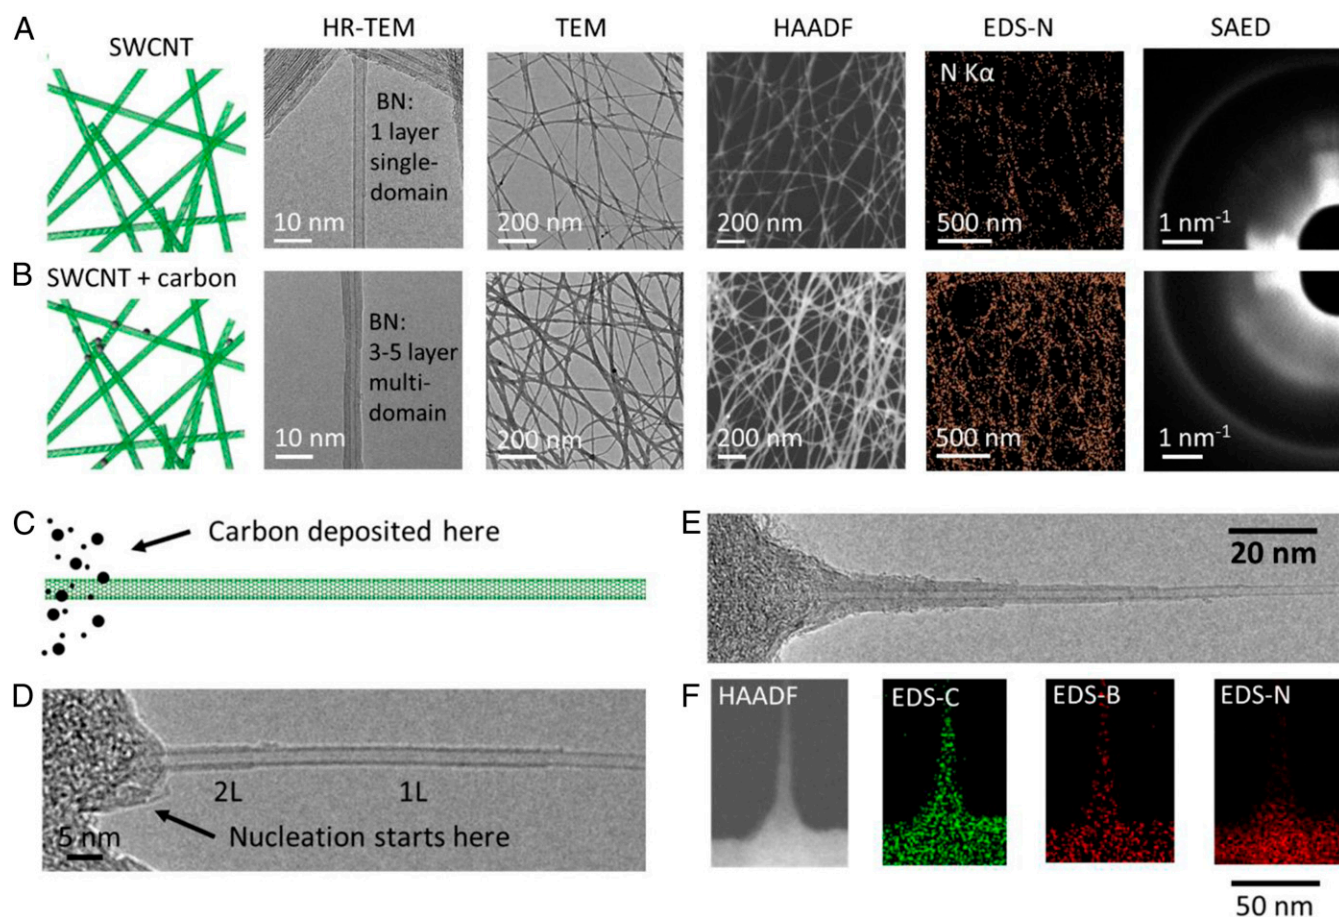 A
SWCNT
HR-TEM
TEM
HAADF
EDS-N
SAED
BN:
1 layer
single-
domain
10 nm
200 nm
200 nm
N Kα
500 nm
1 nm⁻¹
B
SWCNT + carbon
BN:
3-5 layer
multi-
domain
10 nm
200 nm
200 nm
500 nm
1 nm⁻¹
C
Carbon deposited here
D
2L
1L
Nucleation starts here
5 nm
E
20 nm
F
HAADF
EDS-C
EDS-B
EDS-N
50 nm